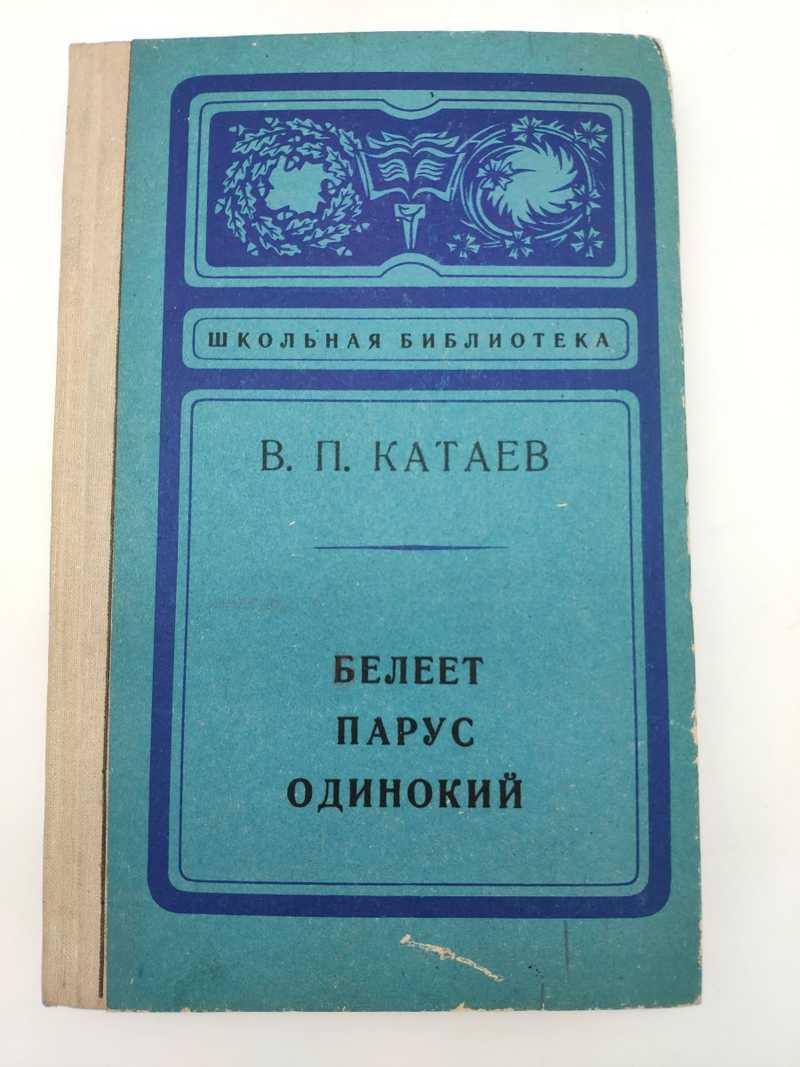 ШКОЛЬНАЯ БИБЛИОТЕКА
В. П. КАТАЕВ
БЕЛЕЕТ
ПАРУС
ОДИНОКИЙ